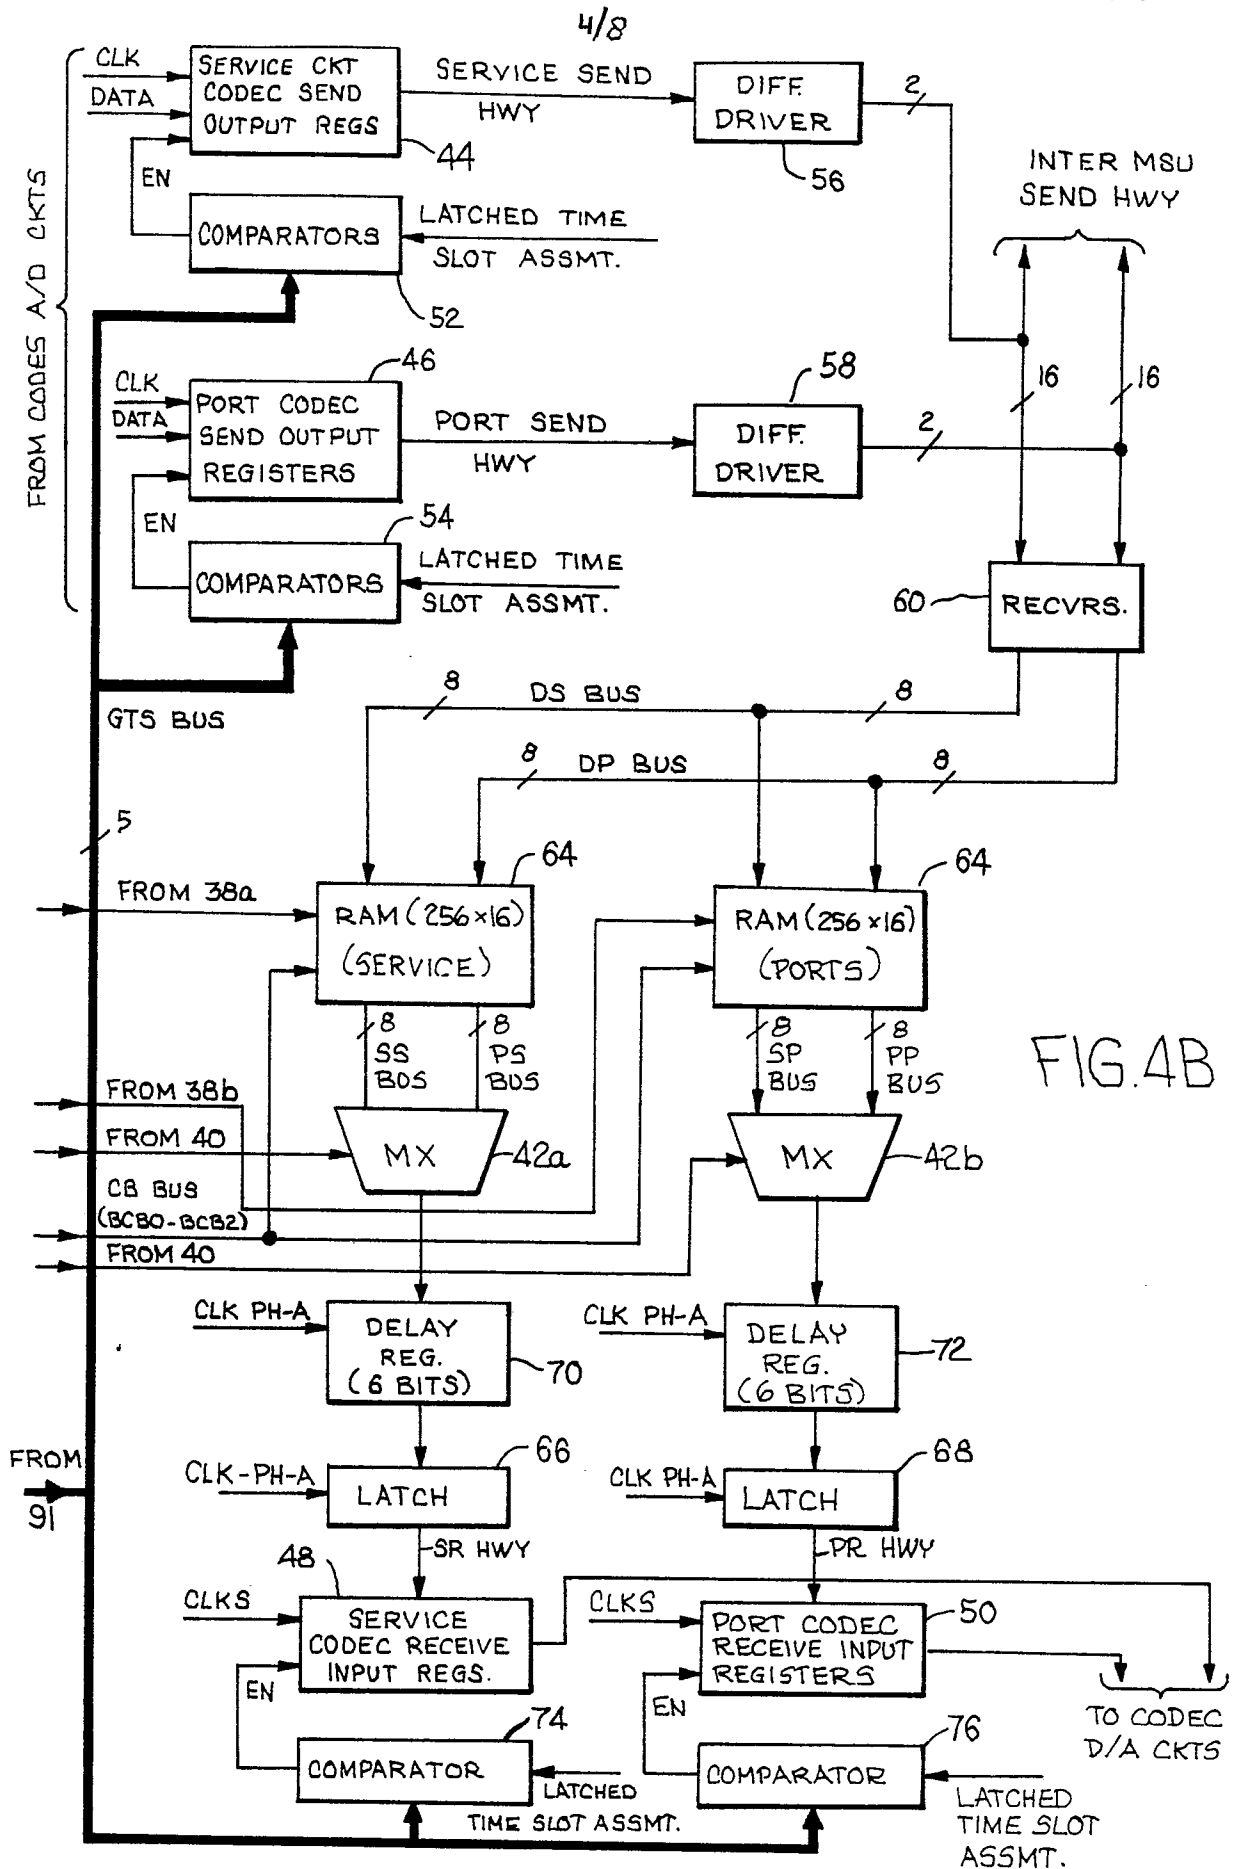 4/8
CLK
DATA
SERVICE CKT
CODEC SEND
OUTPUT REGS
44
EN
SERVICE SEND
HWY
DIFF.
DRIVER
56
2
INTER MSU
SEND HWY
COMPARATORS
52
LATCHED TIME
SLOT ASSMT.
FROM CODES A/D CKTS
CLK
DATA
46
PORT CODEC
SEND OUTPUT
REGISTERS
EN
PORT SEND
HWY
58
DIFF.
DRIVER
2
16
16
54
COMPARATORS
LATCHED TIME
SLOT ASSMT.
60
RECVRS.
GTS BUS
8
DS BUS
8
8
DP BUS
8
5
FROM 38a
64
RAM (256×16)
(SERVICE)
64
RAM (256×16)
(PORTS)
8
SS
BUS
8
PS
BUS
8
SP
BUS
8
PP
BUS
FIG.4B
FROM 38b
FROM 40
CB BUS
(BCB0-BCB2)
FROM 40
MX
42a
MX
42b
CLK PH-A
DELAY
REG.
(6 BITS)
70
CLK PH-A
DELAY
REG.
(6 BITS)
72
FROM
91
CLK-PH-A
66
LATCH
CLK PH-A
68
LATCH
SR HWY
PR HWY
48
CLKS
SERVICE
CODEC RECEIVE
INPUT REGS.
EN
CLKS
50
PORT CODEC
RECEIVE INPUT
REGISTERS
EN
TO CODEC
D/A CKTS
74
COMPARATOR
LATCHED
TIME SLOT ASSMT.
76
COMPARATOR
LATCHED
TIME SLOT
ASSMT.